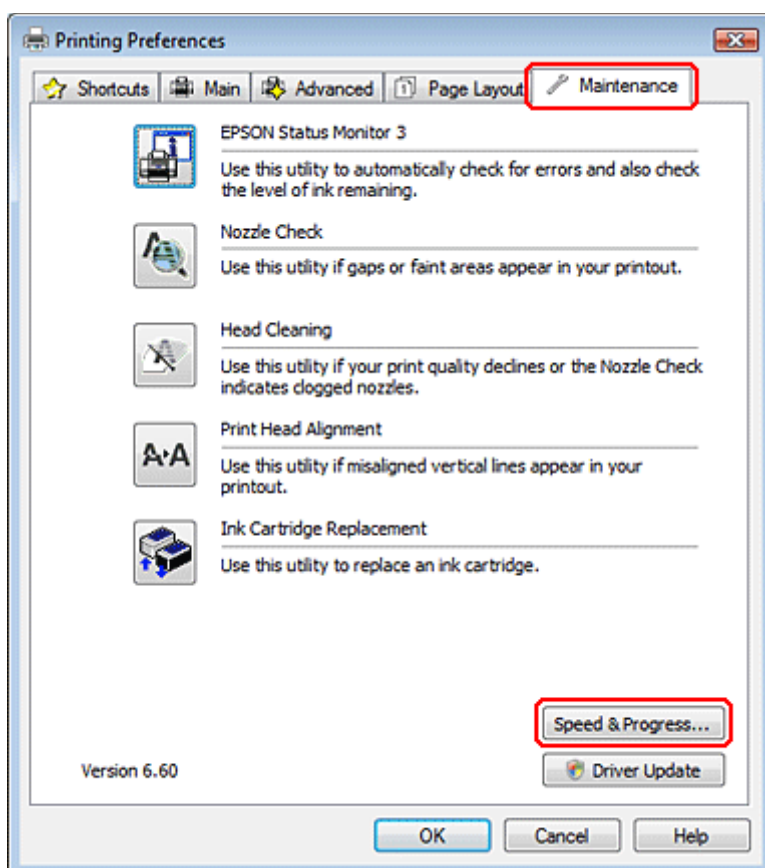 Printing Preferences
Shortcuts
Main
Advanced
Page Layout
Maintenance
EPSON Status Monitor 3
Use this utility to automatically check for errors and also check
the level of ink remaining.
Nozzle Check
Use this utility if gaps or faint areas appear in your printout.
Head Cleaning
Use this utility if your print quality declines or the Nozzle Check
indicates clogged nozzles.
Print Head Alignment
Use this utility if misaligned vertical lines appear in your
printout.
Ink Cartridge Replacement
Use this utility to replace an ink cartridge.
Speed & Progress...
Version 6.60
Driver Update
OK
Cancel
Help